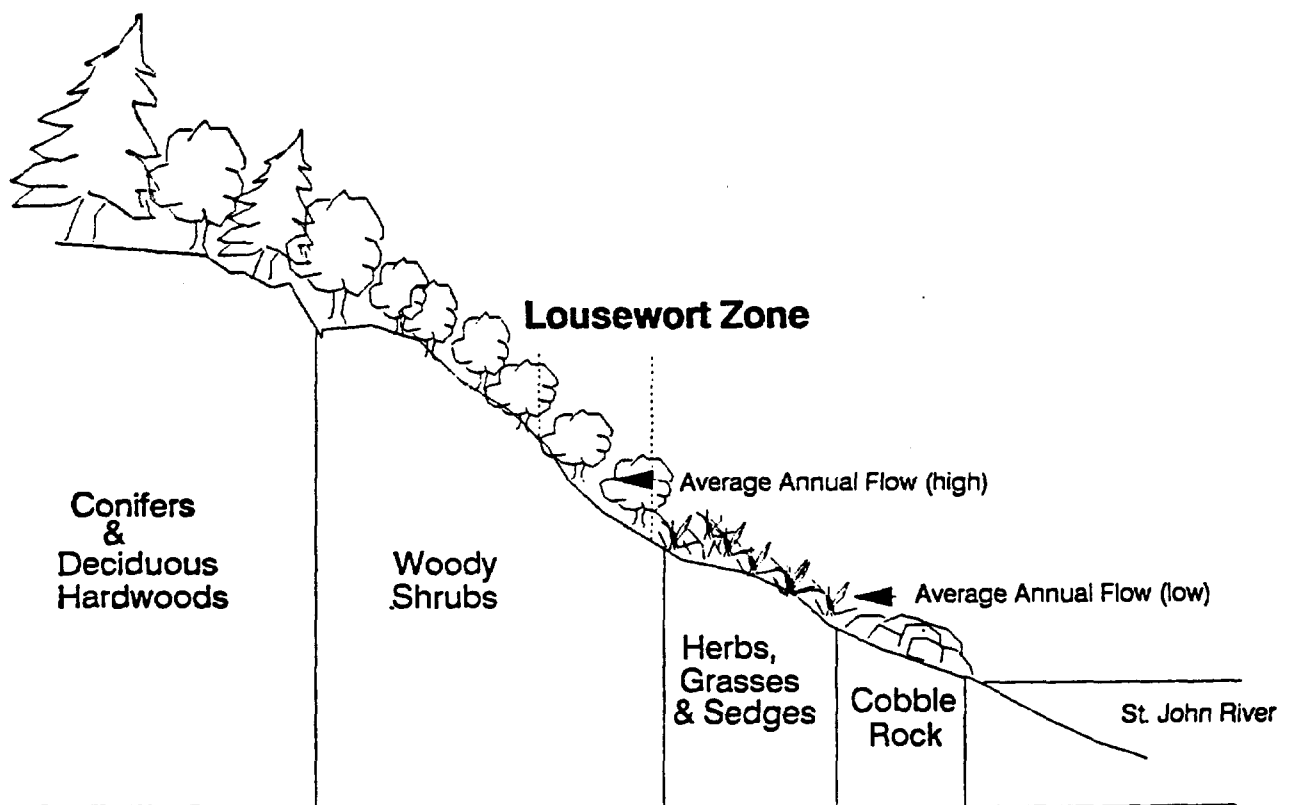 Lousewort Zone
Average Annual Flow (high)
Conifers
&
Deciduous
Hardwoods
Woody
Shrubs
Average Annual Flow (low)
Herbs,
Grasses
& Sedges
Cobble
Rock
St. John River